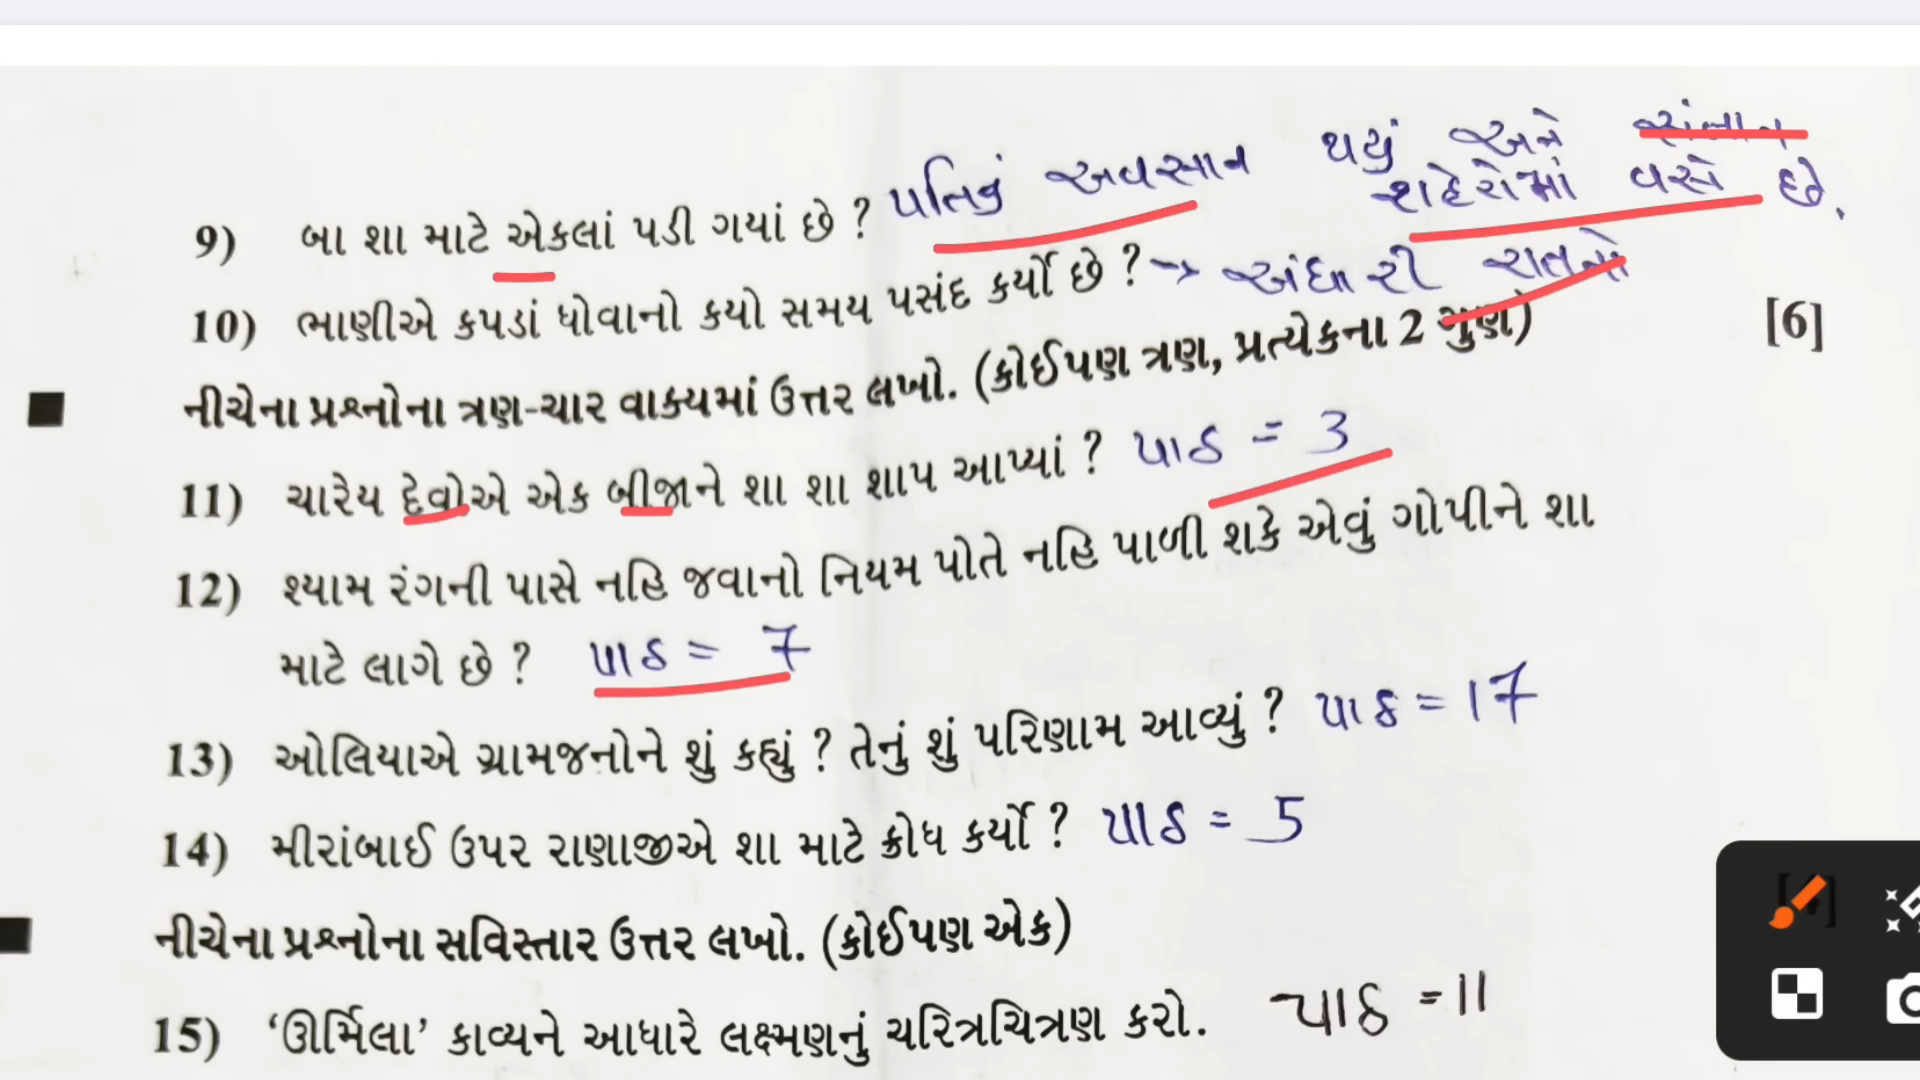 પતિનું અવસાન થયું અને સંતાન
9) બા શા માટે એકલાં પડી ગયાં છે ? શહેરોમાં વસે છે.
10) ભાણીએ કપડાં ધોવાનો કયો સમય પસંદ કર્યો છે ? → અંધારી રાતનો
નીચેના પ્રશ્નોના ત્રણ-ચાર વાક્યમાં ઉત્તર લખો. (કોઈપણ ત્રણ, પ્રત્યેકના 2 ગુણ) [6]
11) ચારેય દેવોએ એક બીજાને શા શા શાપ આપ્યાં ? પાઠ = 3
12) શ્યામ રંગની પાસે નહિ જવાનો નિયમ પોતે નહિ પાળી શકે એવું ગોપીને શા
માટે લાગે છે ? પાઠ = 7
13) ઓલિયાએ ગ્રામજનોને શું કહ્યું ? તેનું શું પરિણામ આવ્યું ? પાઠ = 17
14) મીરાંબાઈ ઉપર રાણાજીએ શા માટે ક્રોધ કર્યો ? પાઠ = 5
નીચેના પ્રશ્નોના સવિસ્તાર ઉત્તર લખો. (કોઈપણ એક)
15) ‘ઊર્મિલા’ કાવ્યને આધારે લક્ષ્મણનું ચરિત્રચિત્રણ કરો. પાઠ = 11